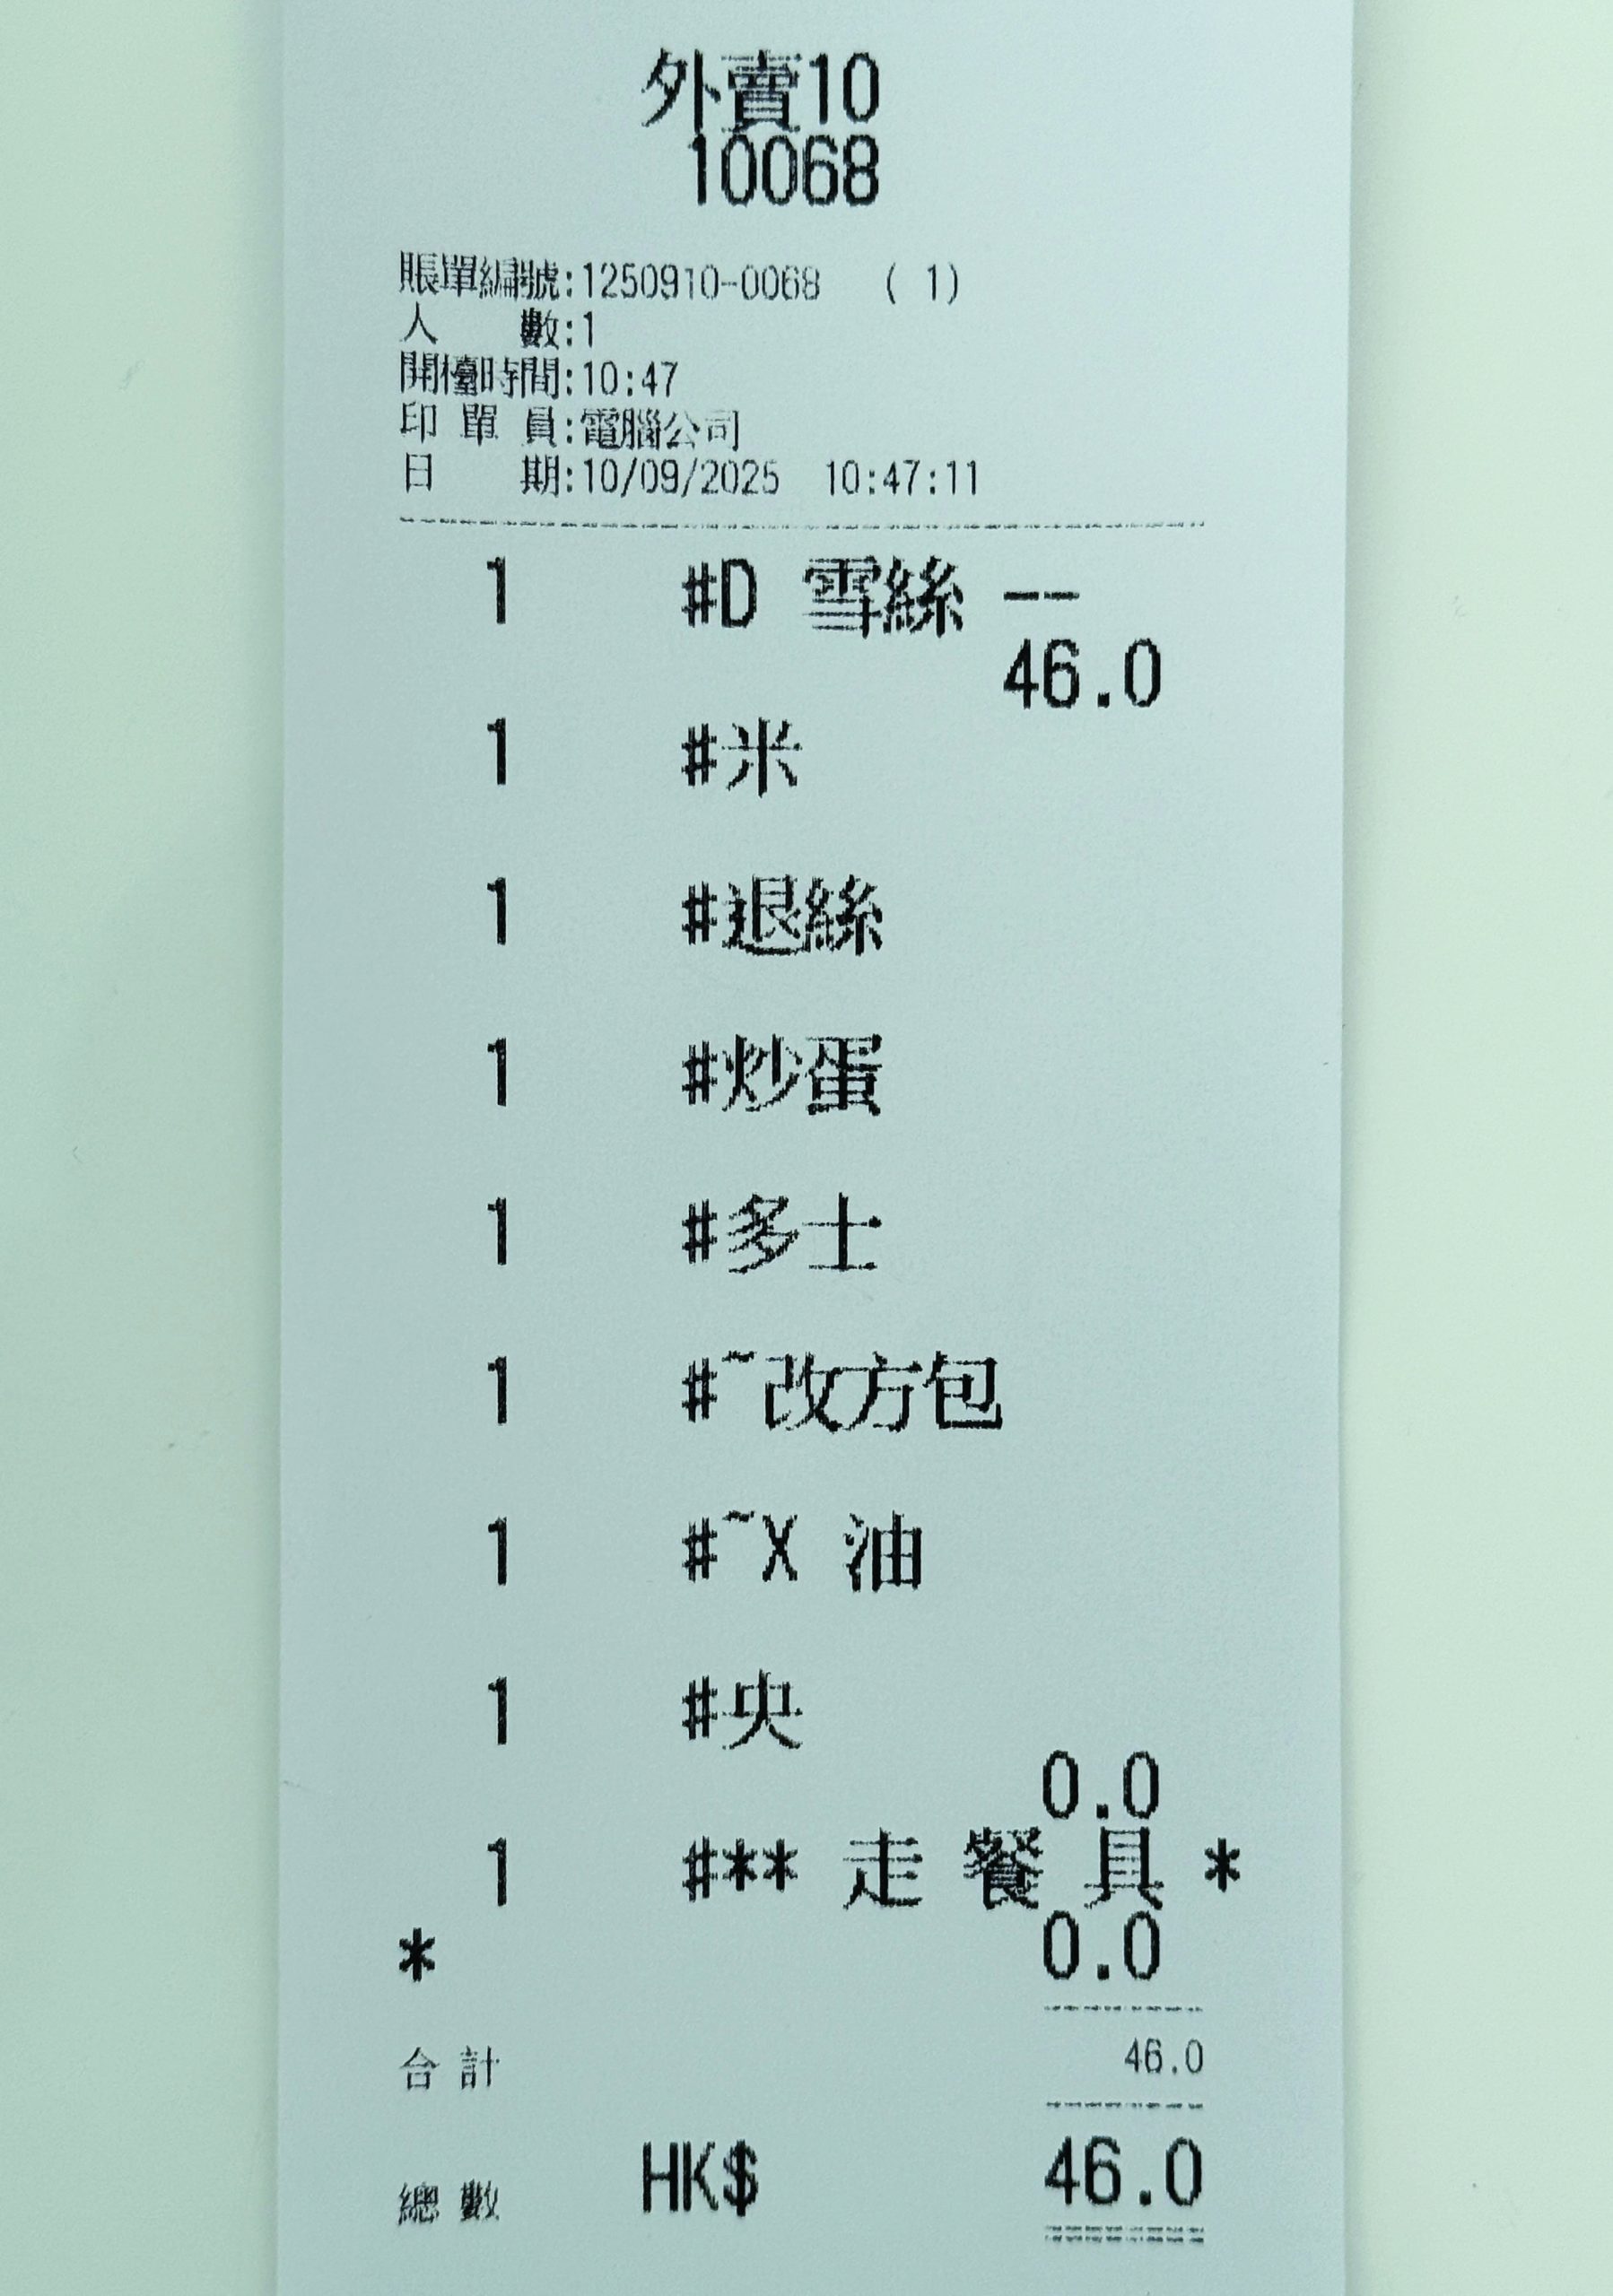 外賣10
10068
賬單編號:1250910-0068 ( 1)
人 數:1
開檯時間:10:47
印 單 員:電腦公司
日 期:10/09/2025 10:47:11
1 #D 雪絲 --
46.0
1 #米
1 #退絲
1 #炒蛋
1 #多士
1 #~改方包
1 #~X 油
1 #央
0.0
1 #** 走 餐 具 *
* 0.0
合 計 46.0
總 數 HK$ 46.0